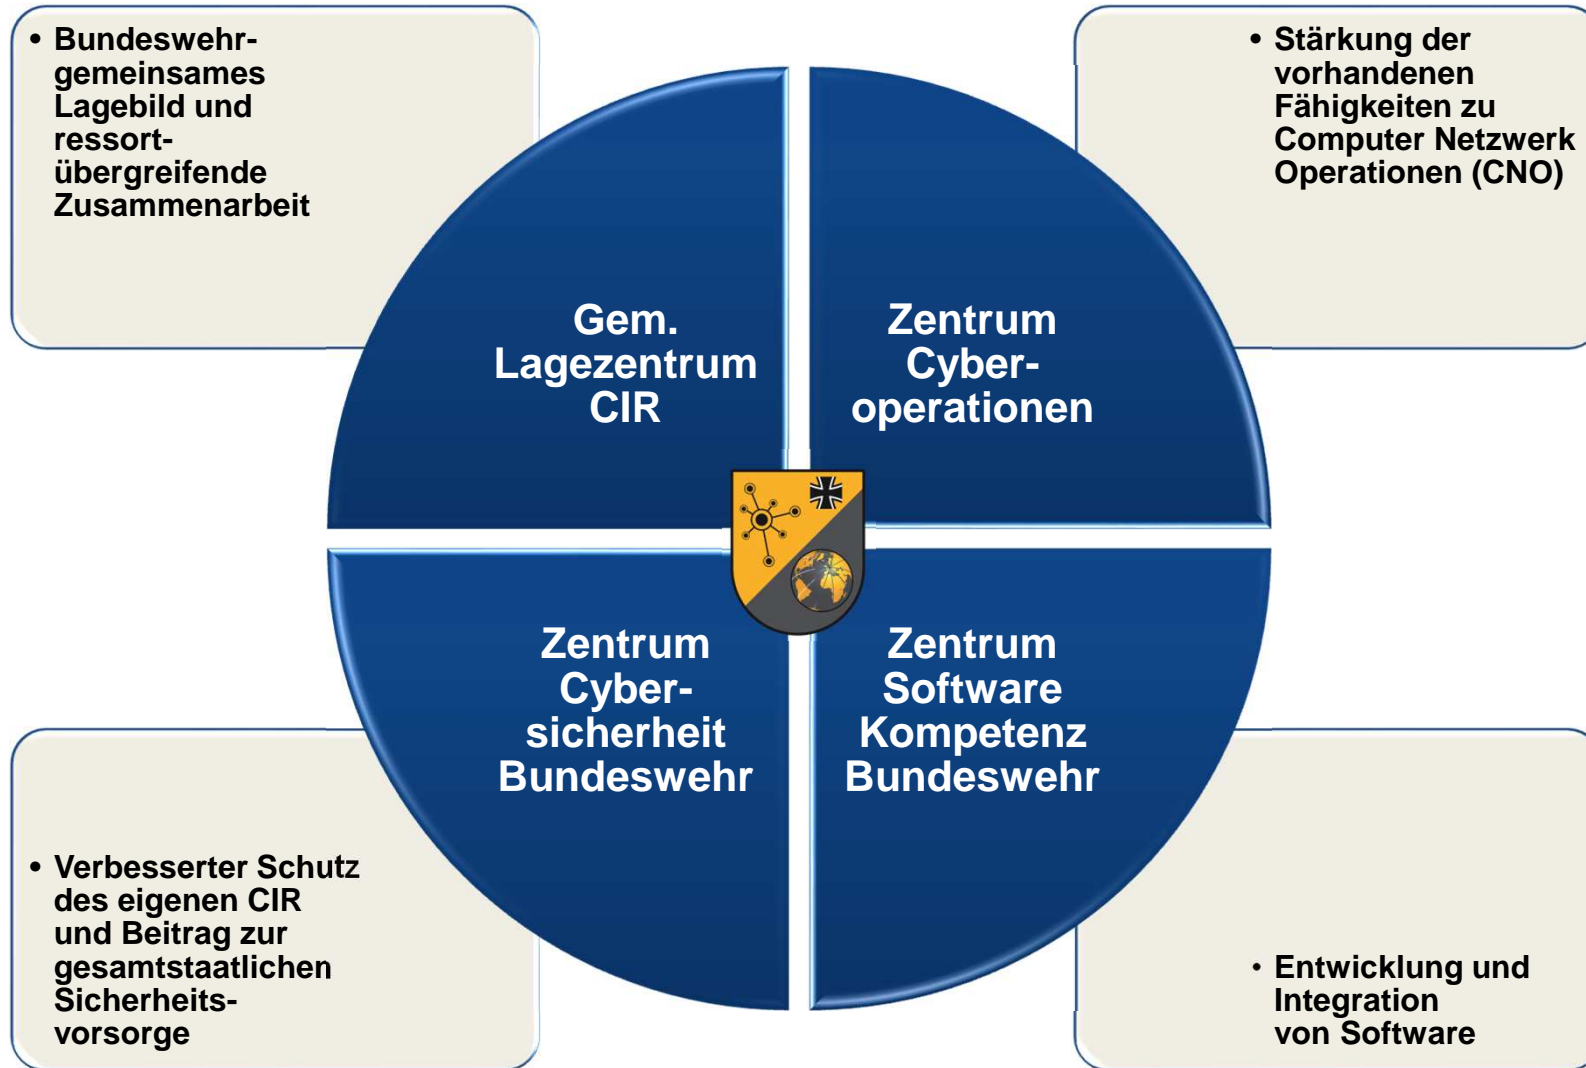 • Bundeswehr-
gemeinsames
Lagebild und
ressort-
übergreifende
Zusammenarbeit
• Stärkung der
vorhandenen
Fähigkeiten zu
Computer Netzwerk
Operationen (CNO)
Gem.
Lagezentrum
CIR
Zentrum
Cyber-
operationen
Zentrum
Cyber-
sicherheit
Bundeswehr
Zentrum
Software
Kompetenz
Bundeswehr
• Verbesserter Schutz
des eigenen CIR
und Beitrag zur
gesamtstaatlichen
Sicherheits-
vorsorge
• Entwicklung und
Integration
von Software